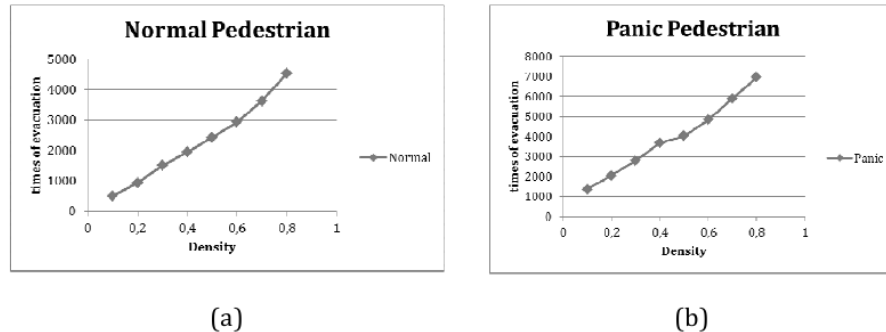 Normal Pedestrian
5000
4000
3000
2000
1000
0
times of evacuation
0
0,2
0,4
0,6
0,8
1
Density
Normal
(a)
Panic Pedestrian
8000
7000
6000
5000
4000
3000
2000
1000
0
times of evacuation
0
0,2
0,4
0,6
0,8
1
Density
Panic
(b)